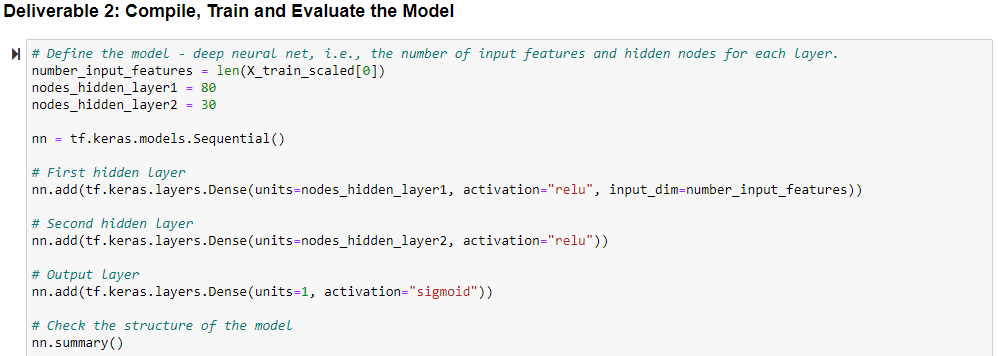 Deliverable 2: Compile, Train and Evaluate the Model
# Define the model - deep neural net, i.e., the number of input features and hidden nodes for each layer.
number_input_features = len(X_train_scaled[0])
nodes_hidden_layer1 = 80
nodes_hidden_layer2 = 30
nn = tf.keras.models.Sequential()
# First hidden layer
nn.add(tf.keras.layers.Dense(units=nodes_hidden_layer1, activation="relu", input_dim=number_input_features))
# Second hidden layer
nn.add(tf.keras.layers.Dense(units=nodes_hidden_layer2, activation="relu"))
# Output layer
nn.add(tf.keras.layers.Dense(units=1, activation="sigmoid"))
# Check the structure of the model
nn.summary()